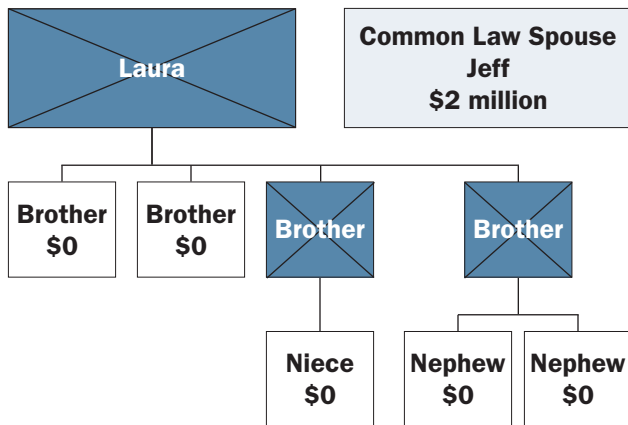 Laura
Common Law Spouse
Jeff
$2 million
Brother
$0
Brother
$0
Brother
Brother
Niece
$0
Nephew
$0
Nephew
$0